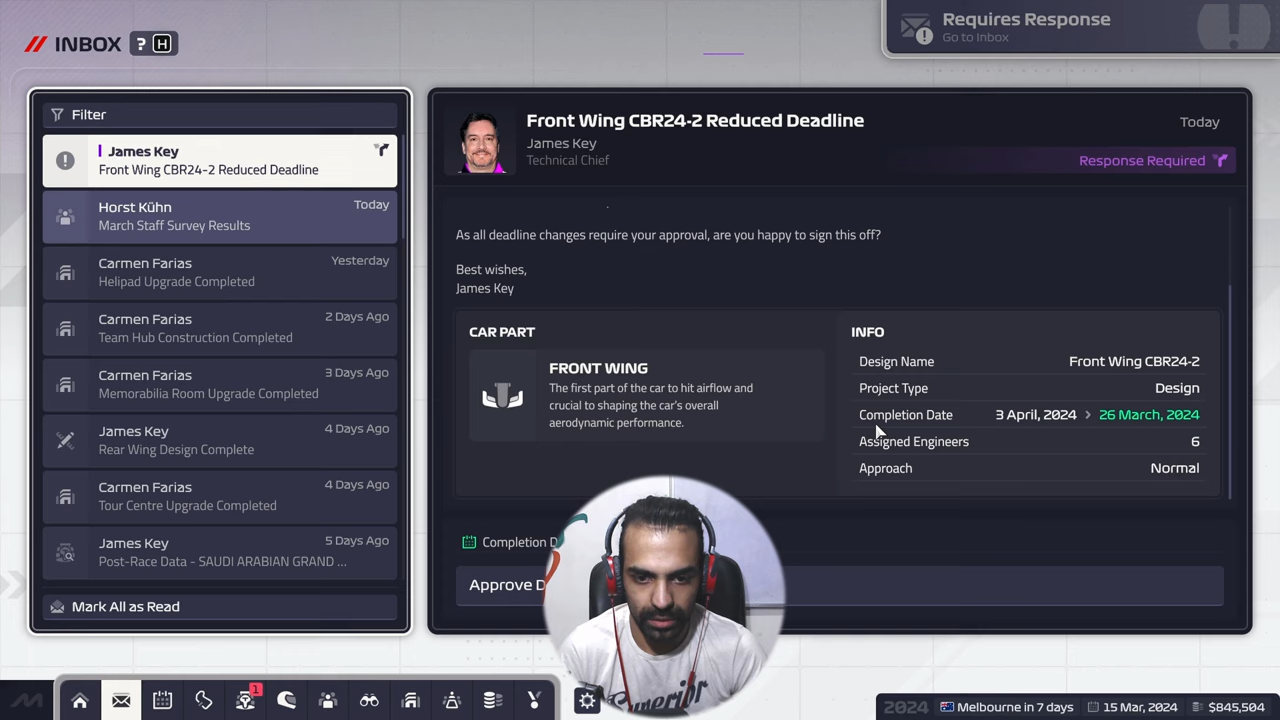 INBOX ? H
Requires Response
Go to Inbox
Filter
James Key
Front Wing CBR24-2 Reduced Deadline
Horst Kühn Today
March Staff Survey Results
Carmen Farias Yesterday
Helipad Upgrade Completed
Carmen Farias 2 Days Ago
Team Hub Construction Completed
Carmen Farias 3 Days Ago
Memorabilia Room Upgrade Completed
James Key 4 Days Ago
Rear Wing Design Complete
Carmen Farias 4 Days Ago
Tour Centre Upgrade Completed
James Key 5 Days Ago
Post-Race Data - SAUDI ARABIAN GRAND ...
Mark All as Read
Front Wing CBR24-2 Reduced Deadline Today
James Key
Technical Chief
Response Required
As all deadline changes require your approval, are you happy to sign this off?
Best wishes,
James Key
CAR PART
FRONT WING
The first part of the car to hit airflow and
crucial to shaping the car's overall
aerodynamic performance.
INFO
Design Name Front Wing CBR24-2
Project Type Design
Completion Date 3 April, 2024 > 26 March, 2024
Assigned Engineers 6
Approach Normal
Completion
Approve
1
2024 Melbourne in 7 days 15 Mar, 2024 $845,504